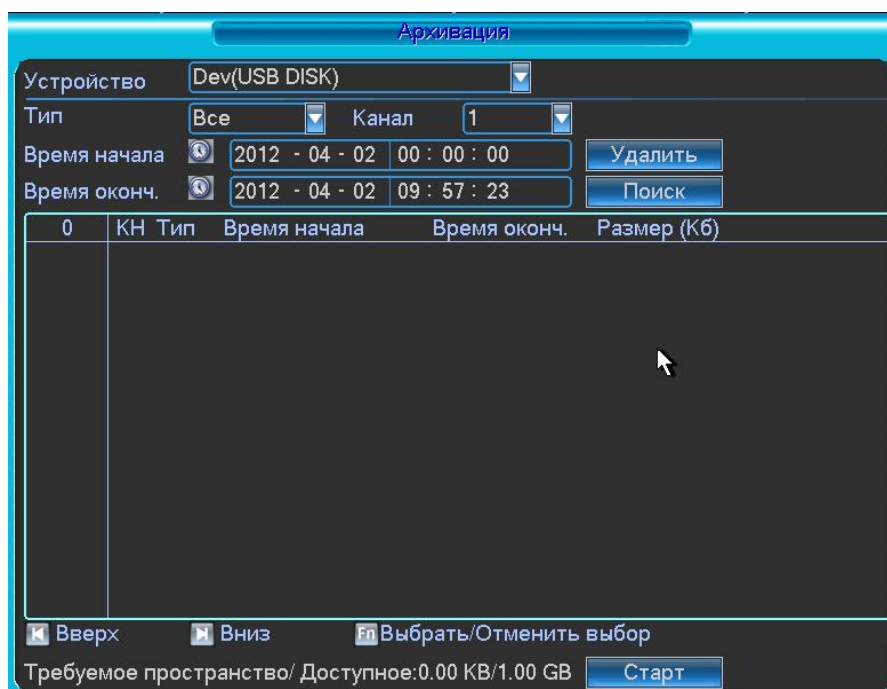 Архивация
Устройство Dev(USB DISK)
Тип Все Канал 1
Время начала 2012 - 04 - 02 00 : 00 : 00 Удалить
Время оконч. 2012 - 04 - 02 09 : 57 : 23 Поиск
0 КН Тип Время начала Время оконч. Размер (Кб)
Вверх Вниз Fn Выбрать/Отменить выбор
Требуемое пространство/ Доступное:0.00 KB/1.00 GB Старт